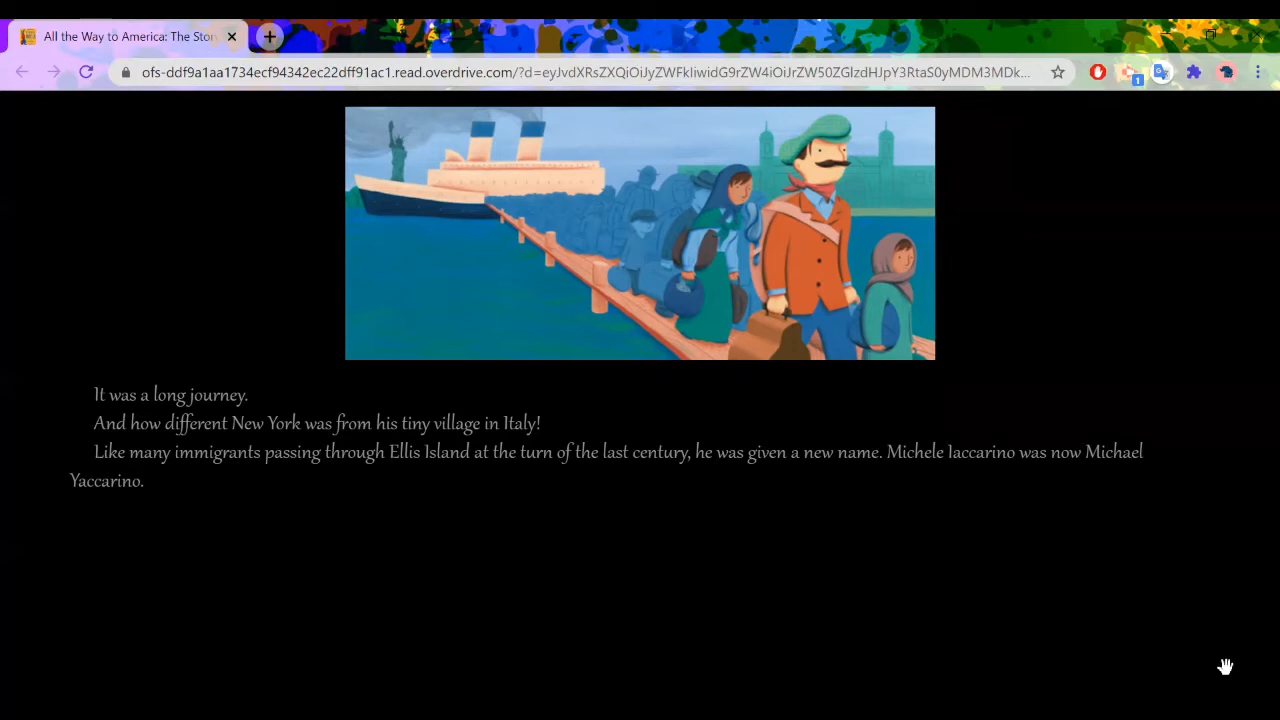 All the Way to America: The Stor
ofs-ddf9a1aa1734ecf94342ec22dff91ac1.read.overdrive.com/?d=eyJvdXRsZXQiOiJyZWFkIiwidG9rZW4iOiJrZW50ZGlzdHJpY3RtaS0yMDM3MDk...
1
It was a long journey.
And how different New York was from his tiny village in Italy!
Like many immigrants passing through Ellis Island at the turn of the last century, he was given a new name. Michele Iaccarino was now Michael
Yaccarino.